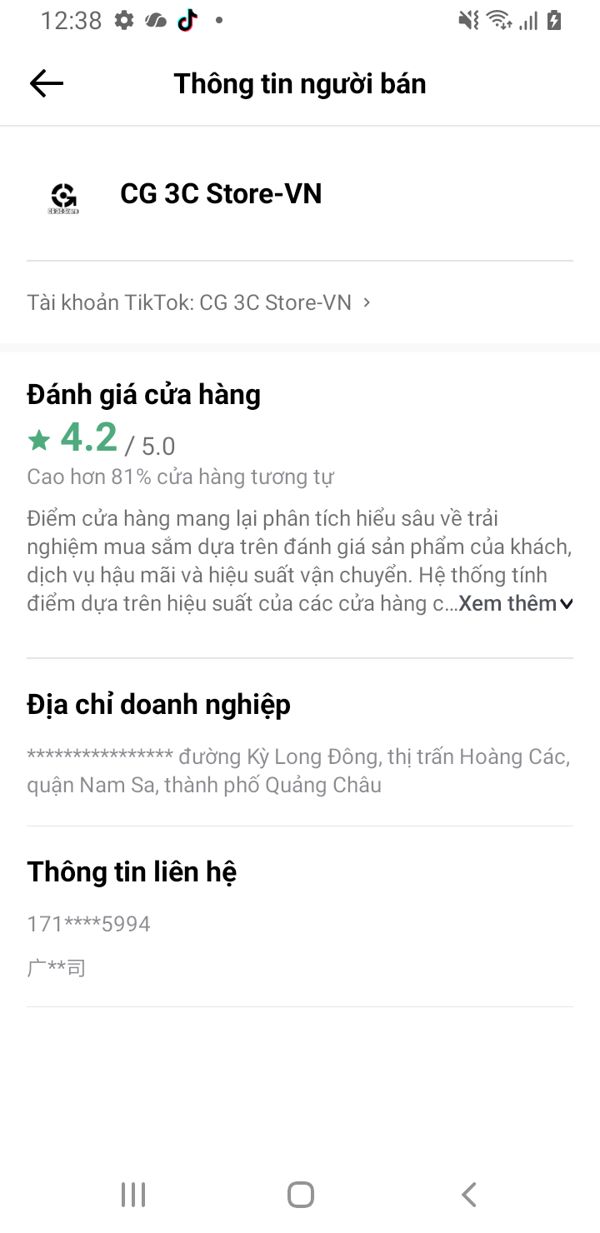 12:38
Thông tin người bán
CG 3C Store-VN
Tài khoản TikTok: CG 3C Store-VN >
Đánh giá cửa hàng
4.2 / 5.0
Cao hơn 81% cửa hàng tương tự
Điểm cửa hàng mang lại phân tích hiểu sâu về trải
nghiệm mua sắm dựa trên đánh giá sản phẩm của khách,
dịch vụ hậu mãi và hiệu suất vận chuyển. Hệ thống tính
điểm dựa trên hiệu suất của các cửa hàng c...Xem thêm
Địa chỉ doanh nghiệp
**************** đường Kỳ Long Đông, thị trấn Hoàng Các,
quận Nam Sa, thành phố Quảng Châu
Thông tin liên hệ
171****5994
广**司